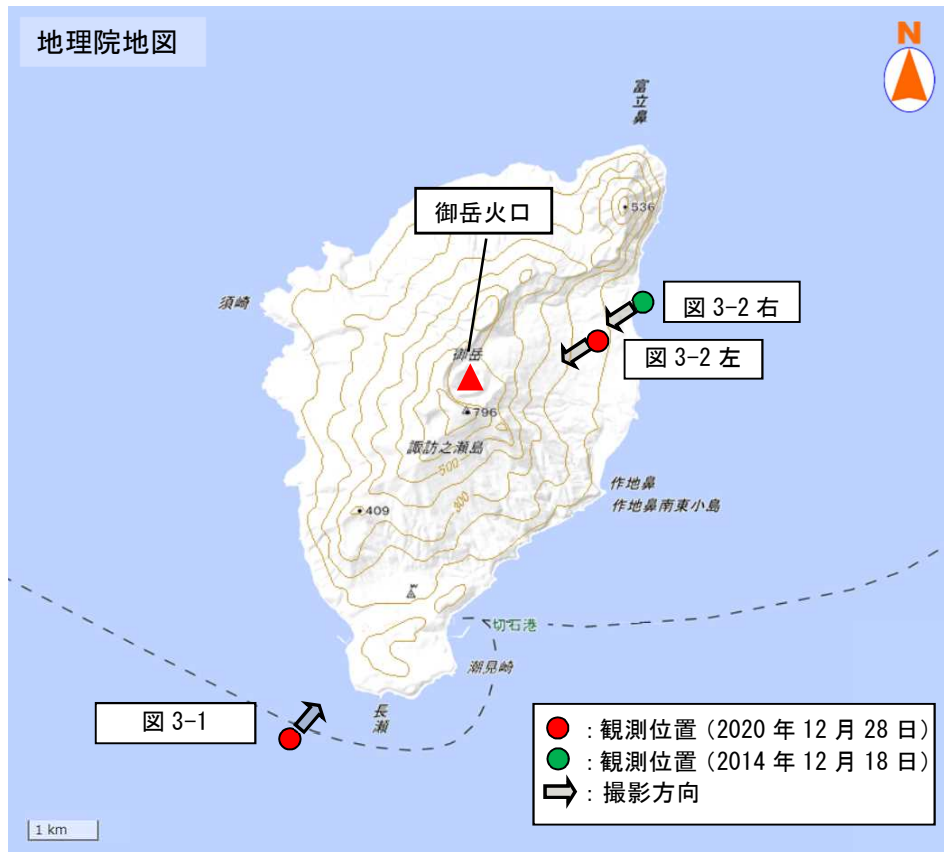 地理院地図
N
富立鼻
536
御岳火口
須崎
図 3-2 右
図 3-2 左
御岳
796
諏訪之瀬島
500
300
作地鼻
作地鼻南東小島
409
切石港
潮見崎
長瀬
図 3-1
：観測位置（2020 年 12 月 28 日）
：観測位置（2014 年 12 月 18 日）
：撮影方向
1 km